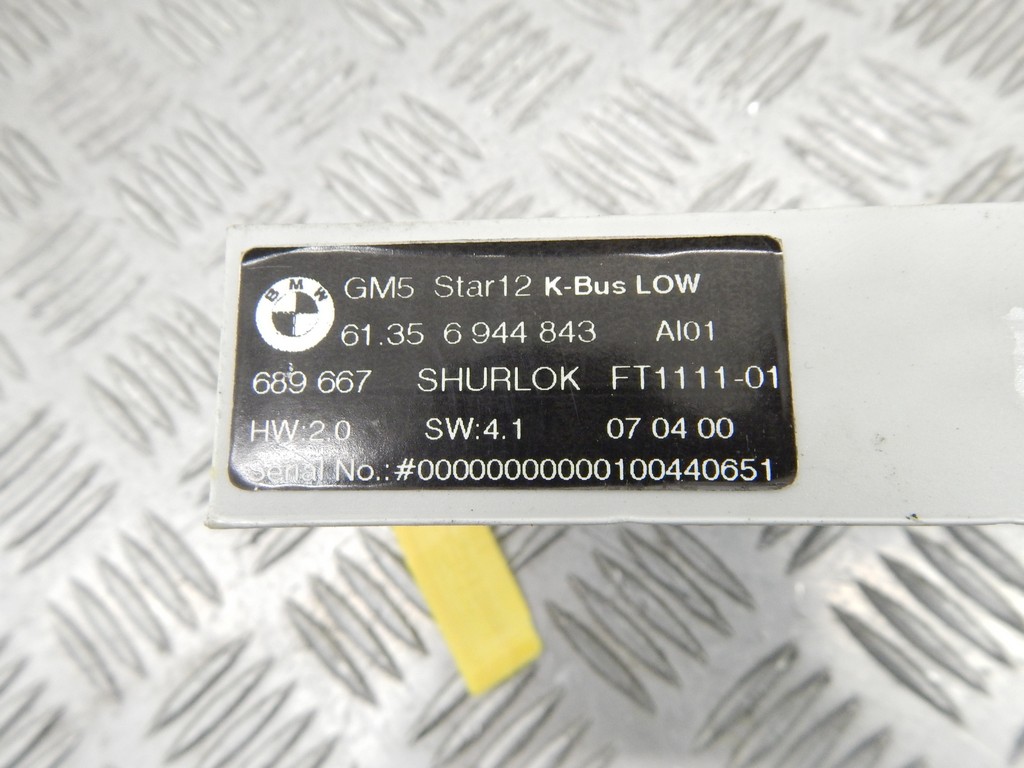 BMW
GM5 Star12 K-Bus LOW
61.35 6 944 843 AI01
689 667 SHURLOK FT1111-01
HW:2.0 SW:4.1 07 04 00
Serial No.:#00000000000100440651